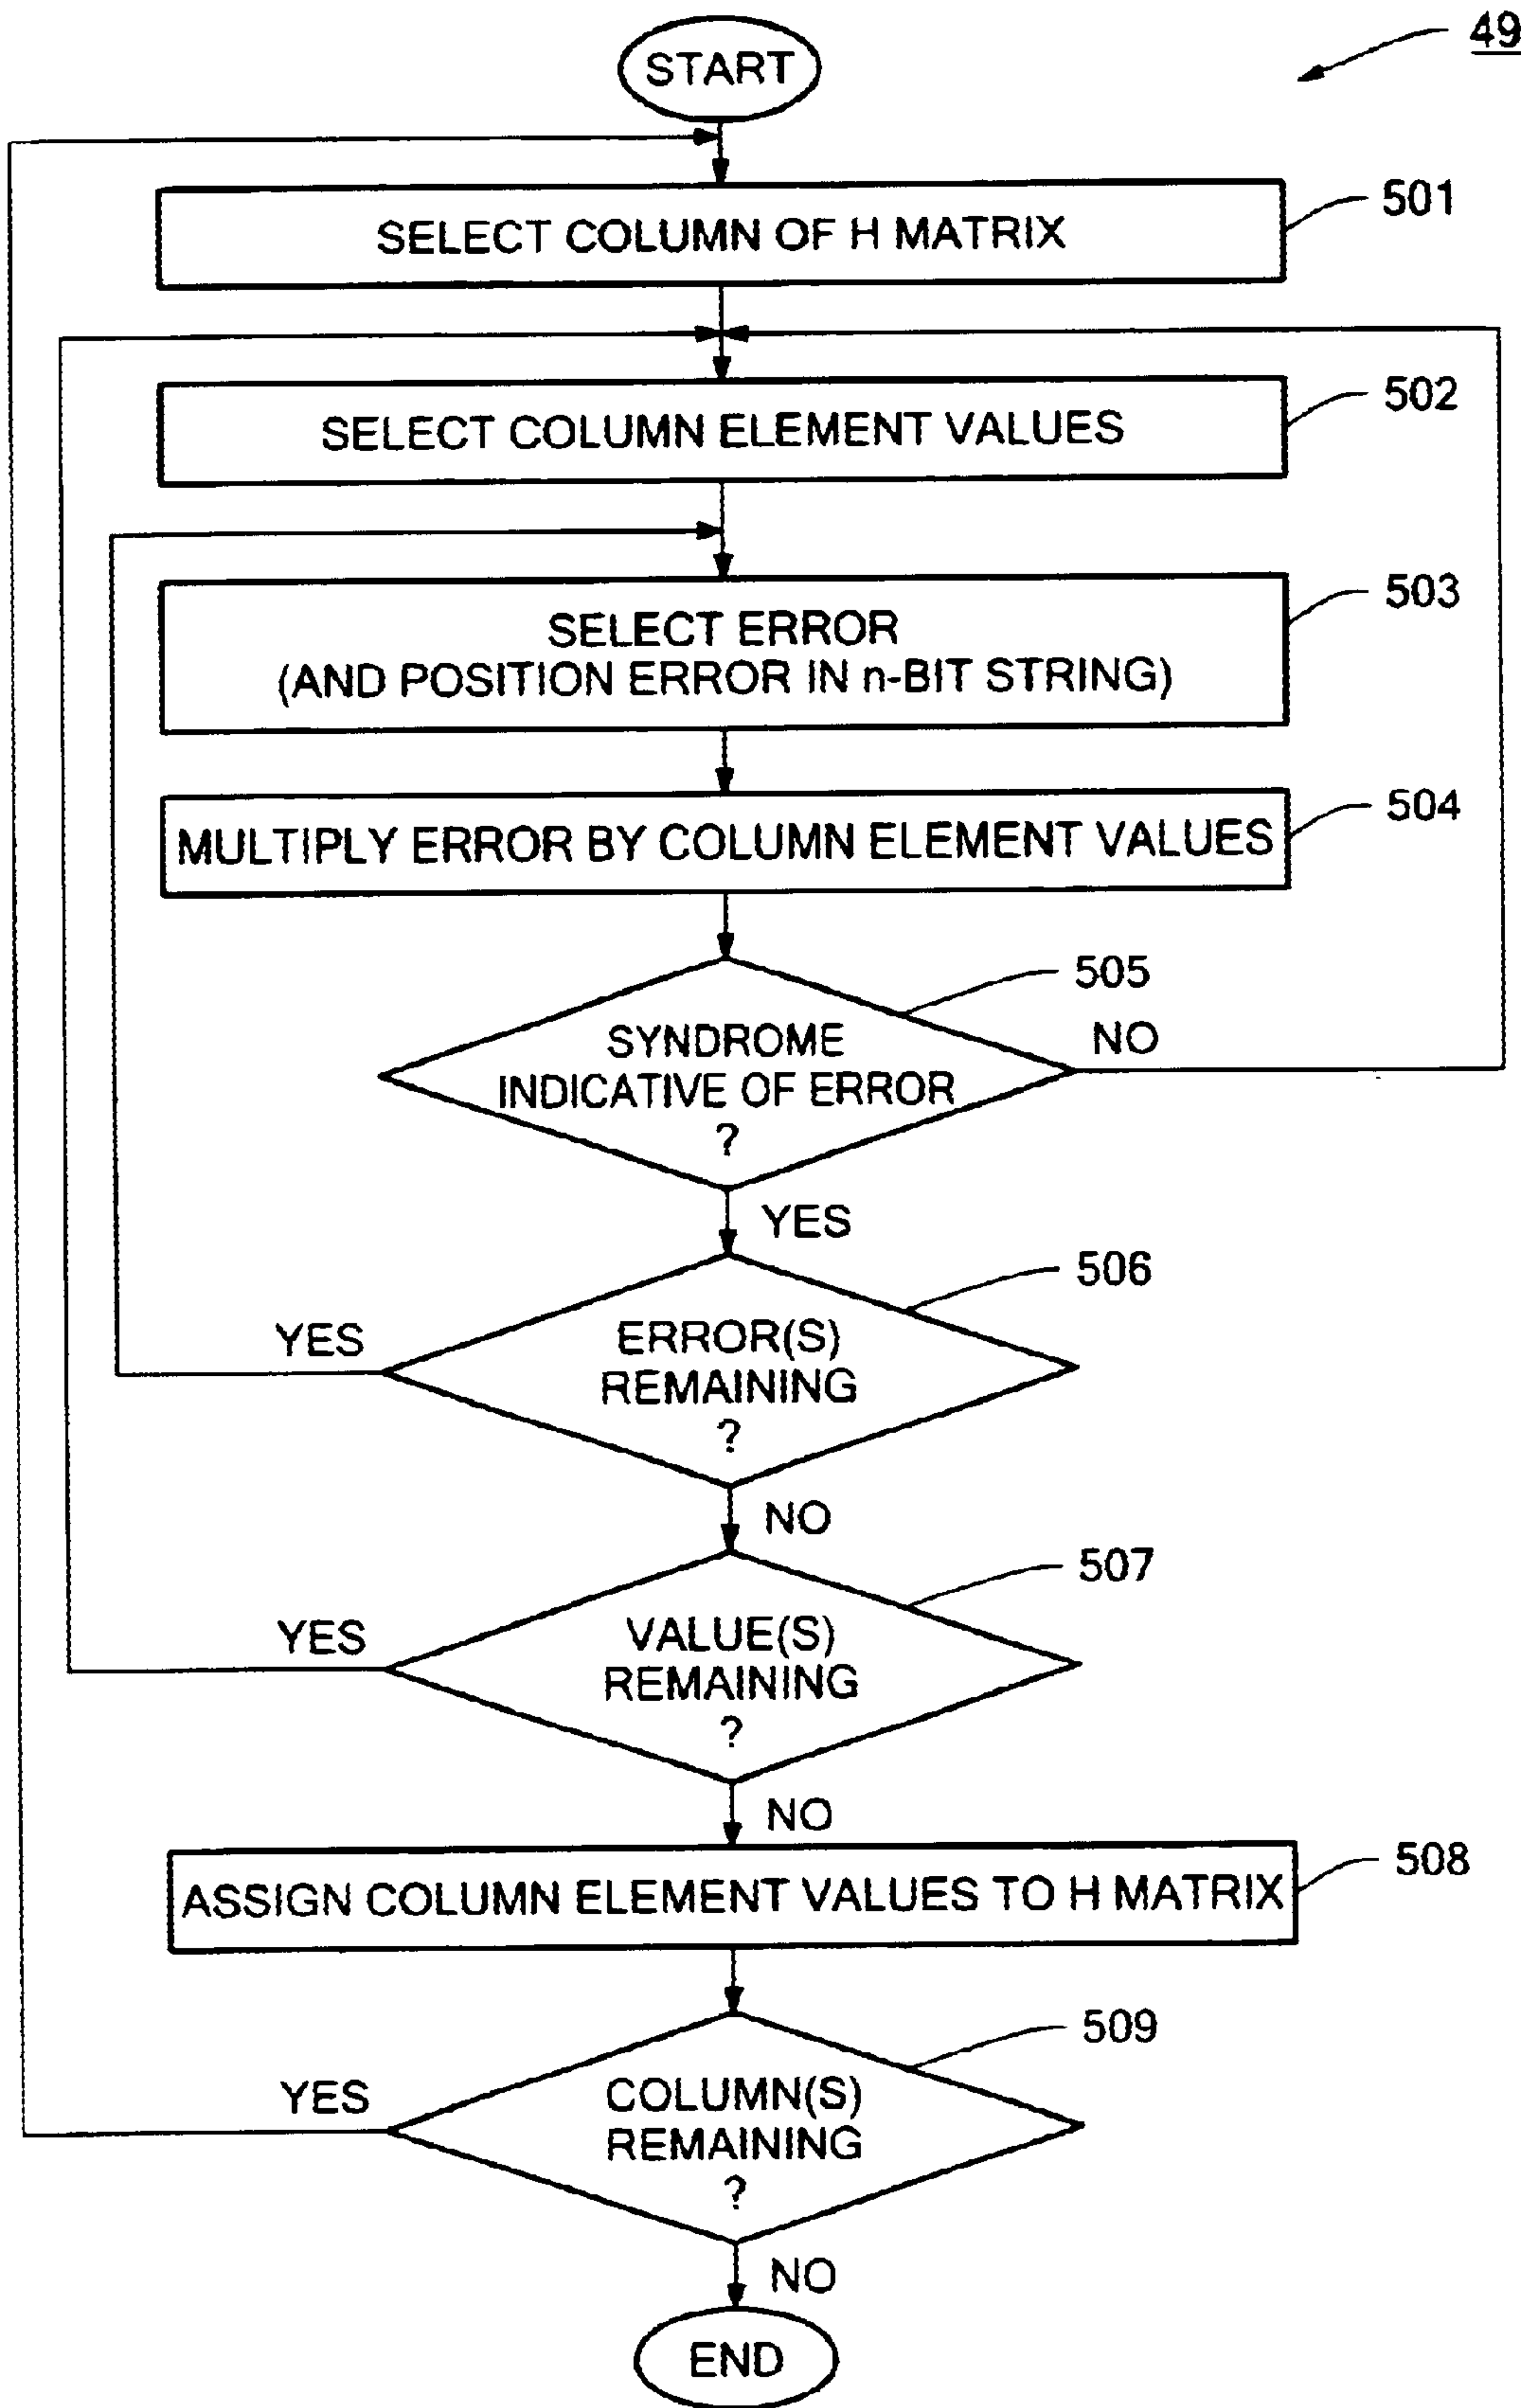 49
START
501
SELECT COLUMN OF H MATRIX
502
SELECT COLUMN ELEMENT VALUES
503
SELECT ERROR
(AND POSITION ERROR IN n-BIT STRING)
504
MULTIPLY ERROR BY COLUMN ELEMENT VALUES
505
SYNDROME
INDICATIVE OF ERROR
?
NO
YES
506
ERROR(S)
REMAINING
?
YES
NO
507
VALUE(S)
REMAINING
?
YES
NO
508
ASSIGN COLUMN ELEMENT VALUES TO H MATRIX
509
COLUMN(S)
REMAINING
?
YES
NO
END